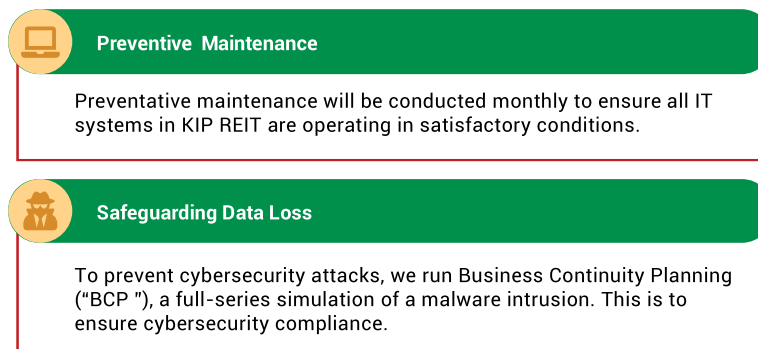 Preventive Maintenance
Preventative maintenance will be conducted monthly to ensure all IT
systems in KIP REIT are operating in satisfactory conditions.
Safeguarding Data Loss
To prevent cybersecurity attacks, we run Business Continuity Planning
(“BCP ”), a full-series simulation of a malware intrusion. This is to
ensure cybersecurity compliance.